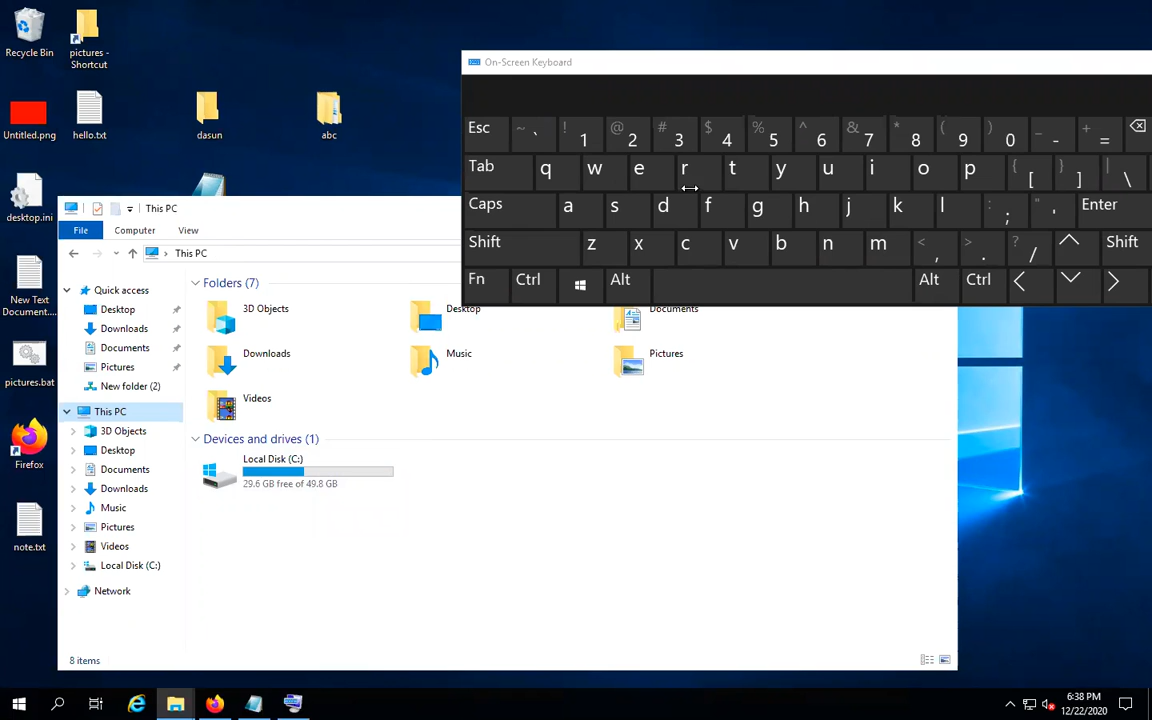 Recycle Bin
pictures -
Shortcut
Untitled.png
hello.txt
dasun
abc
desktop.ini
New Text
Document....
pictures.bat
Firefox
note.txt
On-Screen Keyboard
Esc ~ ` ! 1 @ 2 # 3 $ 4 % 5 ^ 6 & 7 * 8 ( 9 ) 0 _ - + =
Tab q w e r t y u i o p { [ } ] | \
Caps a s d f g h j k l : ; " ' Enter
Shift z x c v b n m < , > . ? / Shift
Fn Ctrl Alt Alt Ctrl
This PC
File Computer View
This PC
Quick access
Desktop
Downloads
Documents
Pictures
New folder (2)
This PC
3D Objects
Desktop
Documents
Downloads
Music
Pictures
Videos
Local Disk (C:)
Network
Folders (7)
3D Objects
Desktop
Documents
Downloads
Music
Pictures
Videos
Devices and drives (1)
Local Disk (C:)
29.6 GB free of 49.8 GB
8 items
6:38 PM
12/22/2020